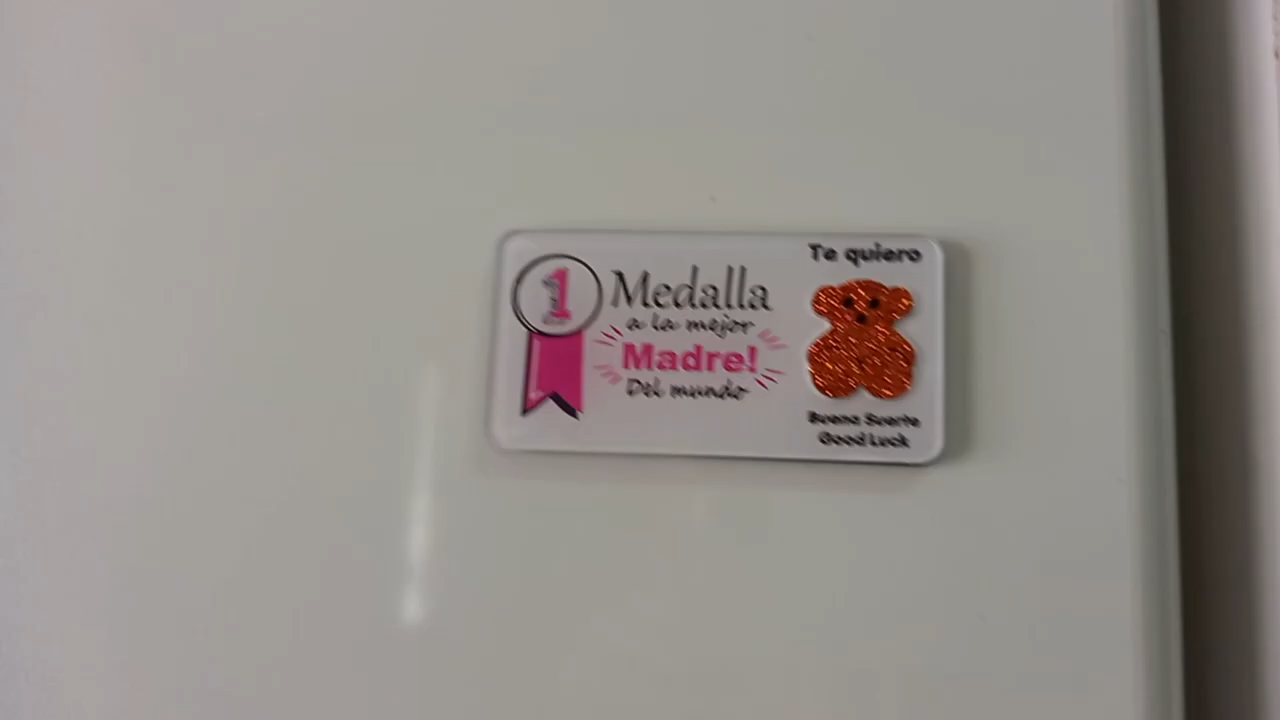 1
Medalla
a la mejor
Madre!
Del mundo
Te quiero
Buena Suerte
Good Luck